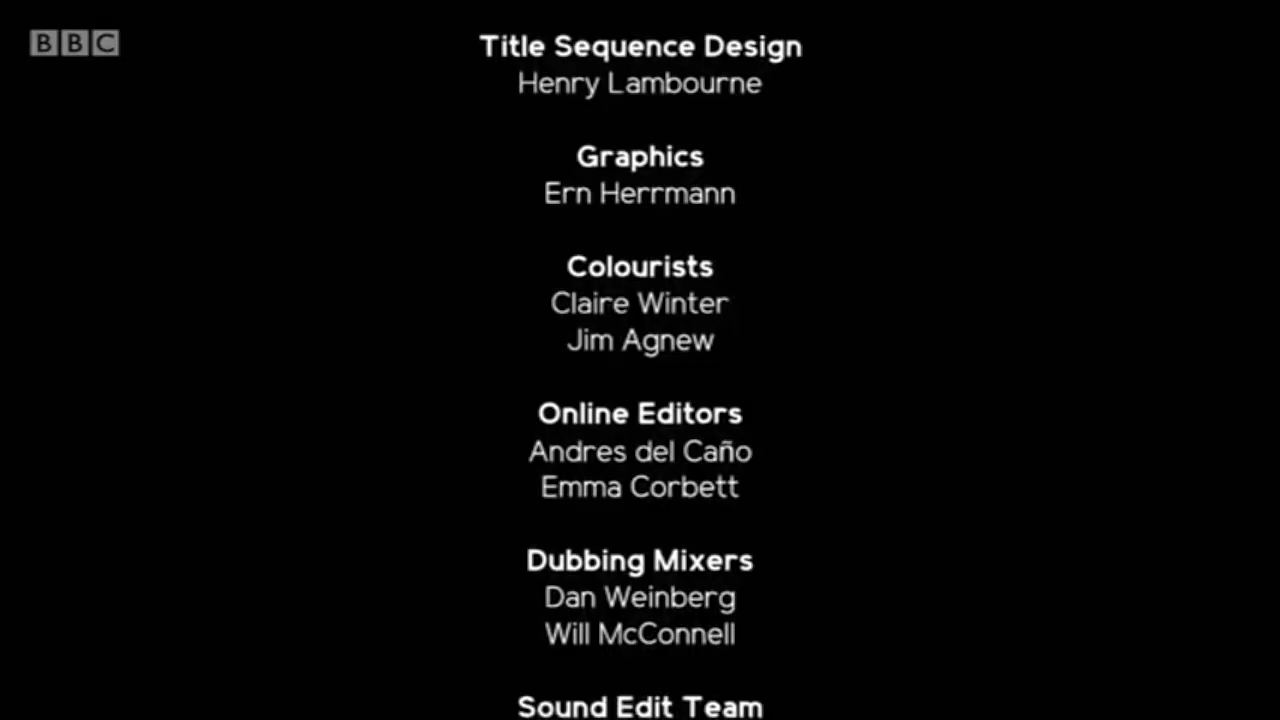 BBC
Title Sequence Design
Henry Lambourne
Graphics
Ern Herrmann
Colourists
Claire Winter
Jim Agnew
Online Editors
Andres del Caño
Emma Corbett
Dubbing Mixers
Dan Weinberg
Will McConnell
Sound Edit Team